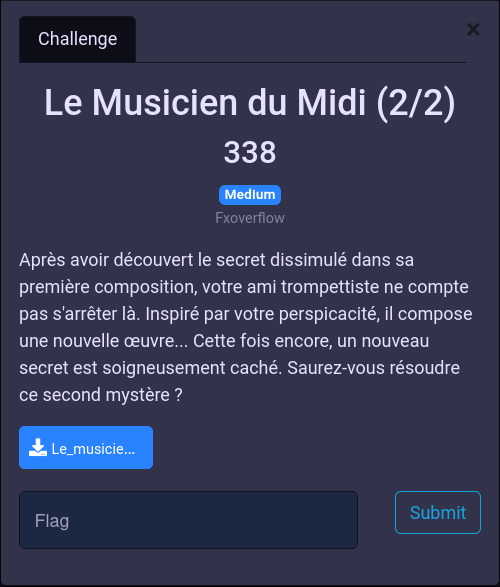 Challenge
×
Le Musicien du Midi (2/2)
338
Medium
Fxoverflow
Après avoir découvert le secret dissimulé dans sa
première composition, votre ami trompettiste ne compte
pas s'arrêter là. Inspiré par votre perspicacité, il compose
une nouvelle œuvre... Cette fois encore, un nouveau
secret est soigneusement caché. Saurez-vous résoudre
ce second mystère ?
Le_musicie...
Flag
Submit